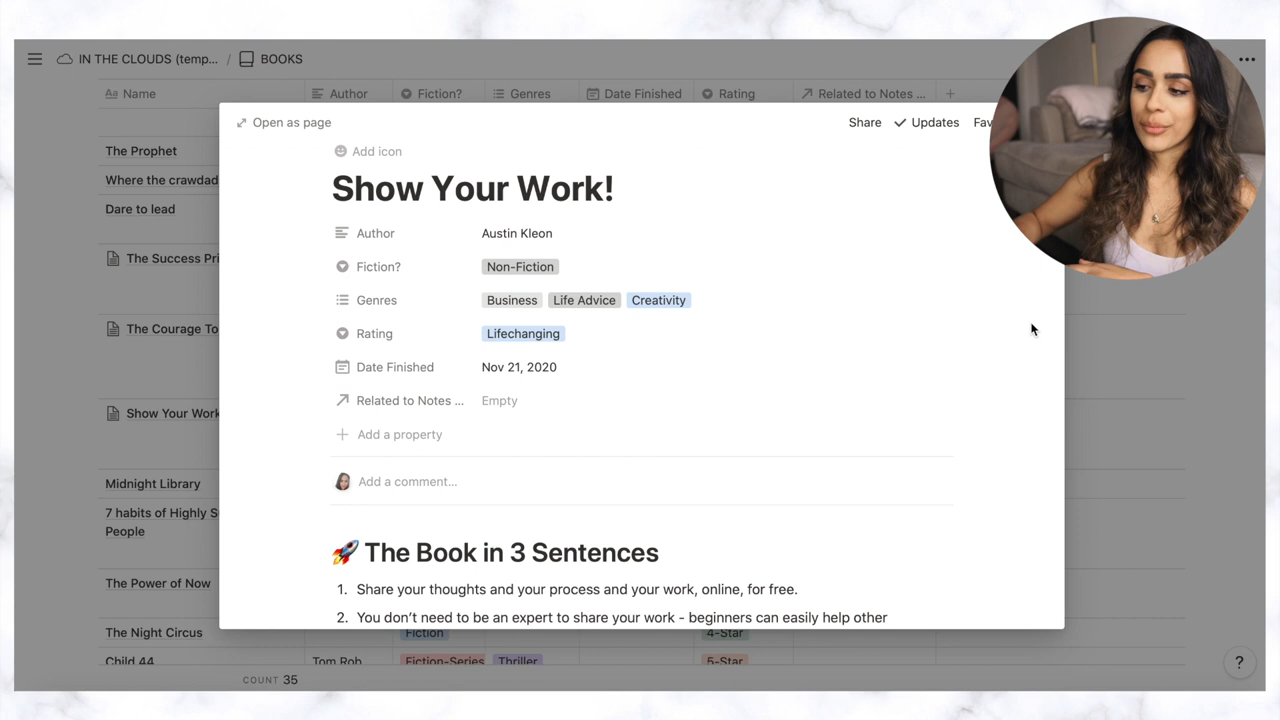 IN THE CLOUDS (temp... / BOOKS
Name Author Fiction? Genres Date Finished Rating Related to Notes ...
Open as page Share Updates Fav
The Prophet
Add icon
Where the crawdad
Show Your Work!
Dare to lead
Author Austin Kleon
The Success Pri
Fiction? Non-Fiction
Genres Business Life Advice Creativity
The Courage To
Rating Lifechanging
Date Finished Nov 21, 2020
Related to Notes ... Empty
Show Your Work
Add a property
Midnight Library
Add a comment...
7 habits of Highly S
People
🚀 The Book in 3 Sentences
The Power of Now
1. Share your thoughts and your process and your work, online, for free.
2. You don’t need to be an expert to share your work - beginners can easily help other
The Night Circus Fiction 4-Star
Child 44 Tom Rob Fiction-Series Thriller 5-Star
COUNT 35
?